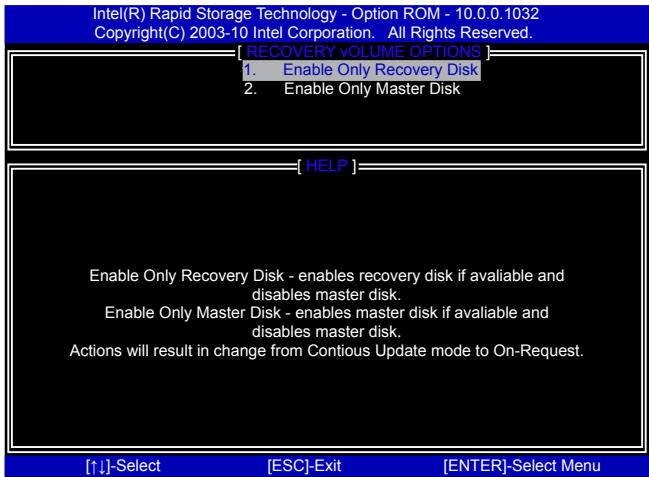 Intel(R) Rapid Storage Technology - Option ROM - 10.0.0.1032
Copyright(C) 2003-10 Intel Corporation. All Rights Reserved.
[ RECOVERY vOLUME OPTIONS ]
1. Enable Only Recovery Disk
2. Enable Only Master Disk
[ HELP ]
Enable Only Recovery Disk - enables recovery disk if avaliable and
disables master disk.
Enable Only Master Disk - enables master disk if avaliable and
disables master disk.
Actions will result in change from Contious Update mode to On-Request.
[↑↓]-Select [ESC]-Exit [ENTER]-Select Menu